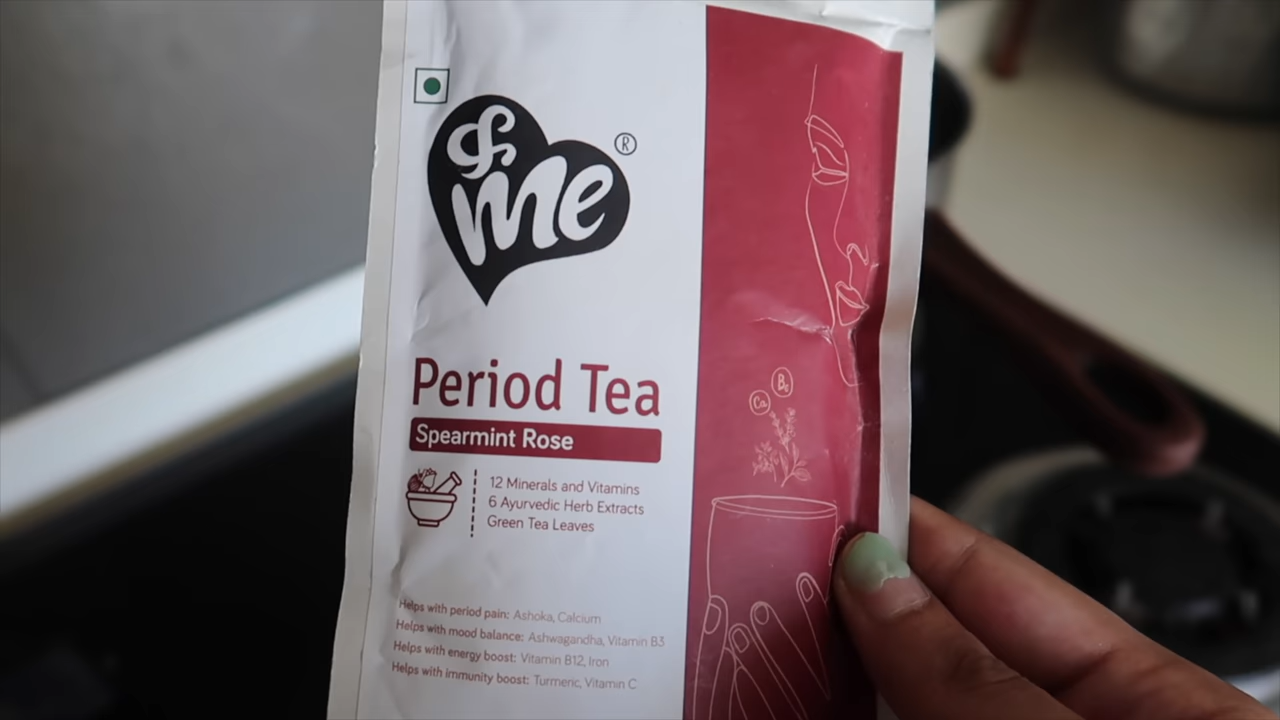 &
me
®
Period Tea
Spearmint Rose
12 Minerals and Vitamins
6 Ayurvedic Herb Extracts
Green Tea Leaves
Helps with period pain: Ashoka, Calcium
Helps with mood balance: Ashwagandha, Vitamin B3
Helps with energy boost: Vitamin B12, Iron
Helps with immunity boost: Turmeric, Vitamin C
Ca